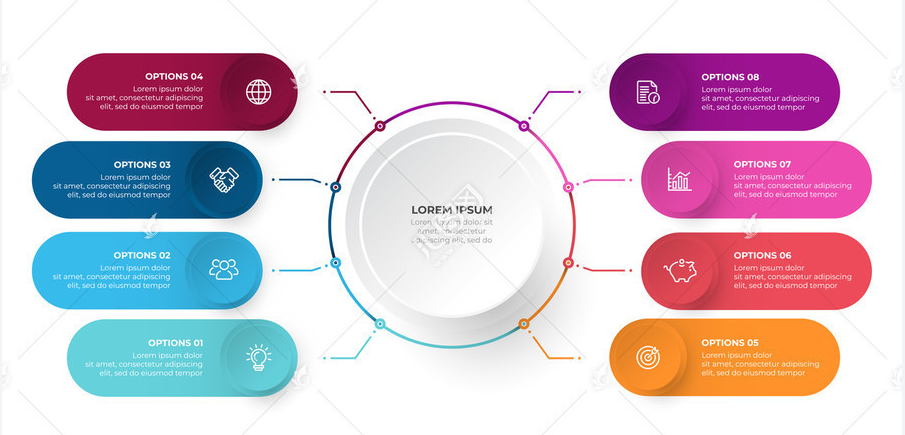 OPTIONS 04
Lorem ipsum dolor
sit amet, consectetur adipiscing
elit, sed do eiusmod tempor
OPTIONS 03
Lorem ipsum dolor
sit amet, consectetur adipiscing
elit, sed do eiusmod tempor
OPTIONS 02
Lorem ipsum dolor
sit amet, consectetur adipiscing
elit, sed do eiusmod tempor
OPTIONS 01
Lorem ipsum dolor
sit amet, consectetur adipiscing
elit, sed do eiusmod tempor
LOREM IPSUM
Lorem ipsum dolor sit
amet, consectetur
adipiscing elit, sed do
OPTIONS 08
Lorem ipsum dolor
sit amet, consectetur adipiscing
elit, sed do eiusmod tempor
OPTIONS 07
Lorem ipsum dolor
sit amet, consectetur adipiscing
elit, sed do eiusmod tempor
OPTIONS 06
Lorem ipsum dolor
sit amet, consectetur adipiscing
elit, sed do eiusmod tempor
OPTIONS 05
Lorem ipsum dolor
sit amet, consectetur adipiscing
elit, sed do eiusmod tempor